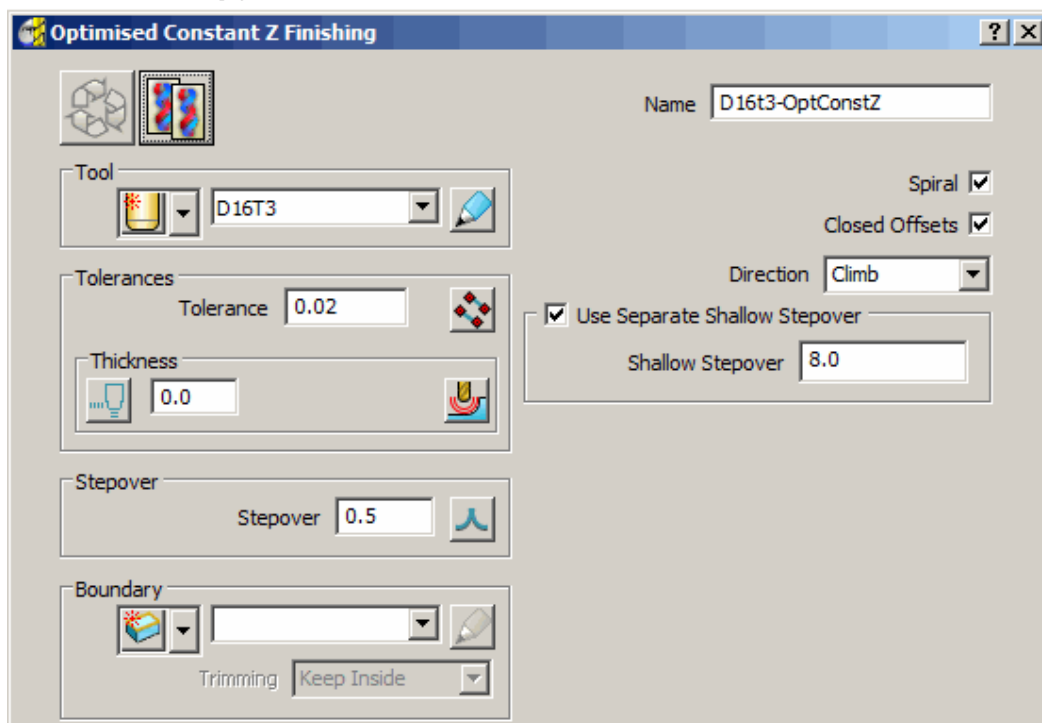 Optimised Constant Z Finishing
Name D16t3-OptConstZ
Tool
D16T3
Spiral
Closed Offsets
Tolerances
Tolerance 0.02
Direction Climb
Use Separate Shallow Stepover
Shallow Stepover 8.0
Thickness
0.0
Stepover
Stepover 0.5
Boundary
Trimming Keep Inside